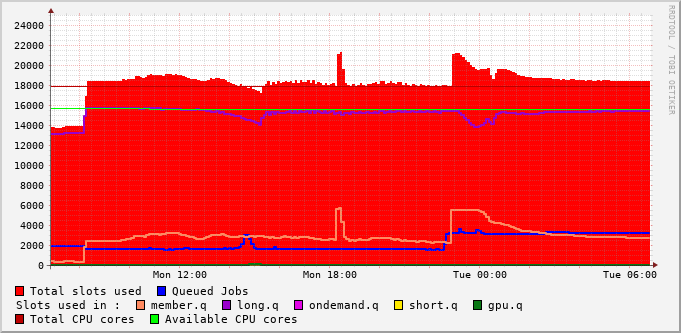 24000
22000
20000
18000
16000
14000
12000
10000
8000
6000
4000
2000
0
Mon 12:00 Mon 18:00 Tue 00:00 Tue 06:00
Total slots used Queued Jobs
Slots used in : member.q long.q ondemand.q short.q gpu.q
Total CPU cores Available CPU cores
RRDTOOL / TOBI OETIKER